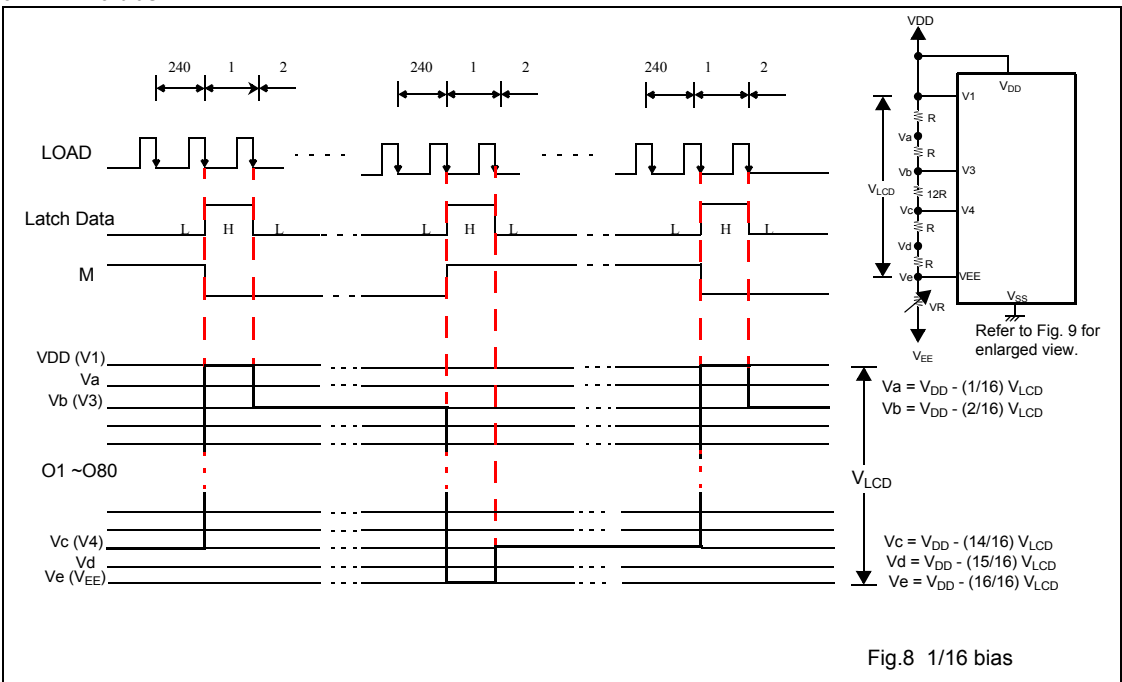 240 1 2 240 1 2 240 1 2
LOAD
Latch Data L H L L H L L H L
M
VDD (V1)
Va
Vb (V3)
O1 ~O80
Vc (V4)
Vd
Ve (VEE)
VDD
VDD
V1
R
Va
R
Vb V3
VLCD 12R
Vc V4
R
Vd
R
Ve VEE
VSS
VR
VEE
Refer to Fig. 9 for
enlarged view.
Va = VDD - (1/16) VLCD
Vb = VDD - (2/16) VLCD
VLCD
Vc = VDD - (14/16) VLCD
Vd = VDD - (15/16) VLCD
Ve = VDD - (16/16) VLCD
Fig.8 1/16 bias